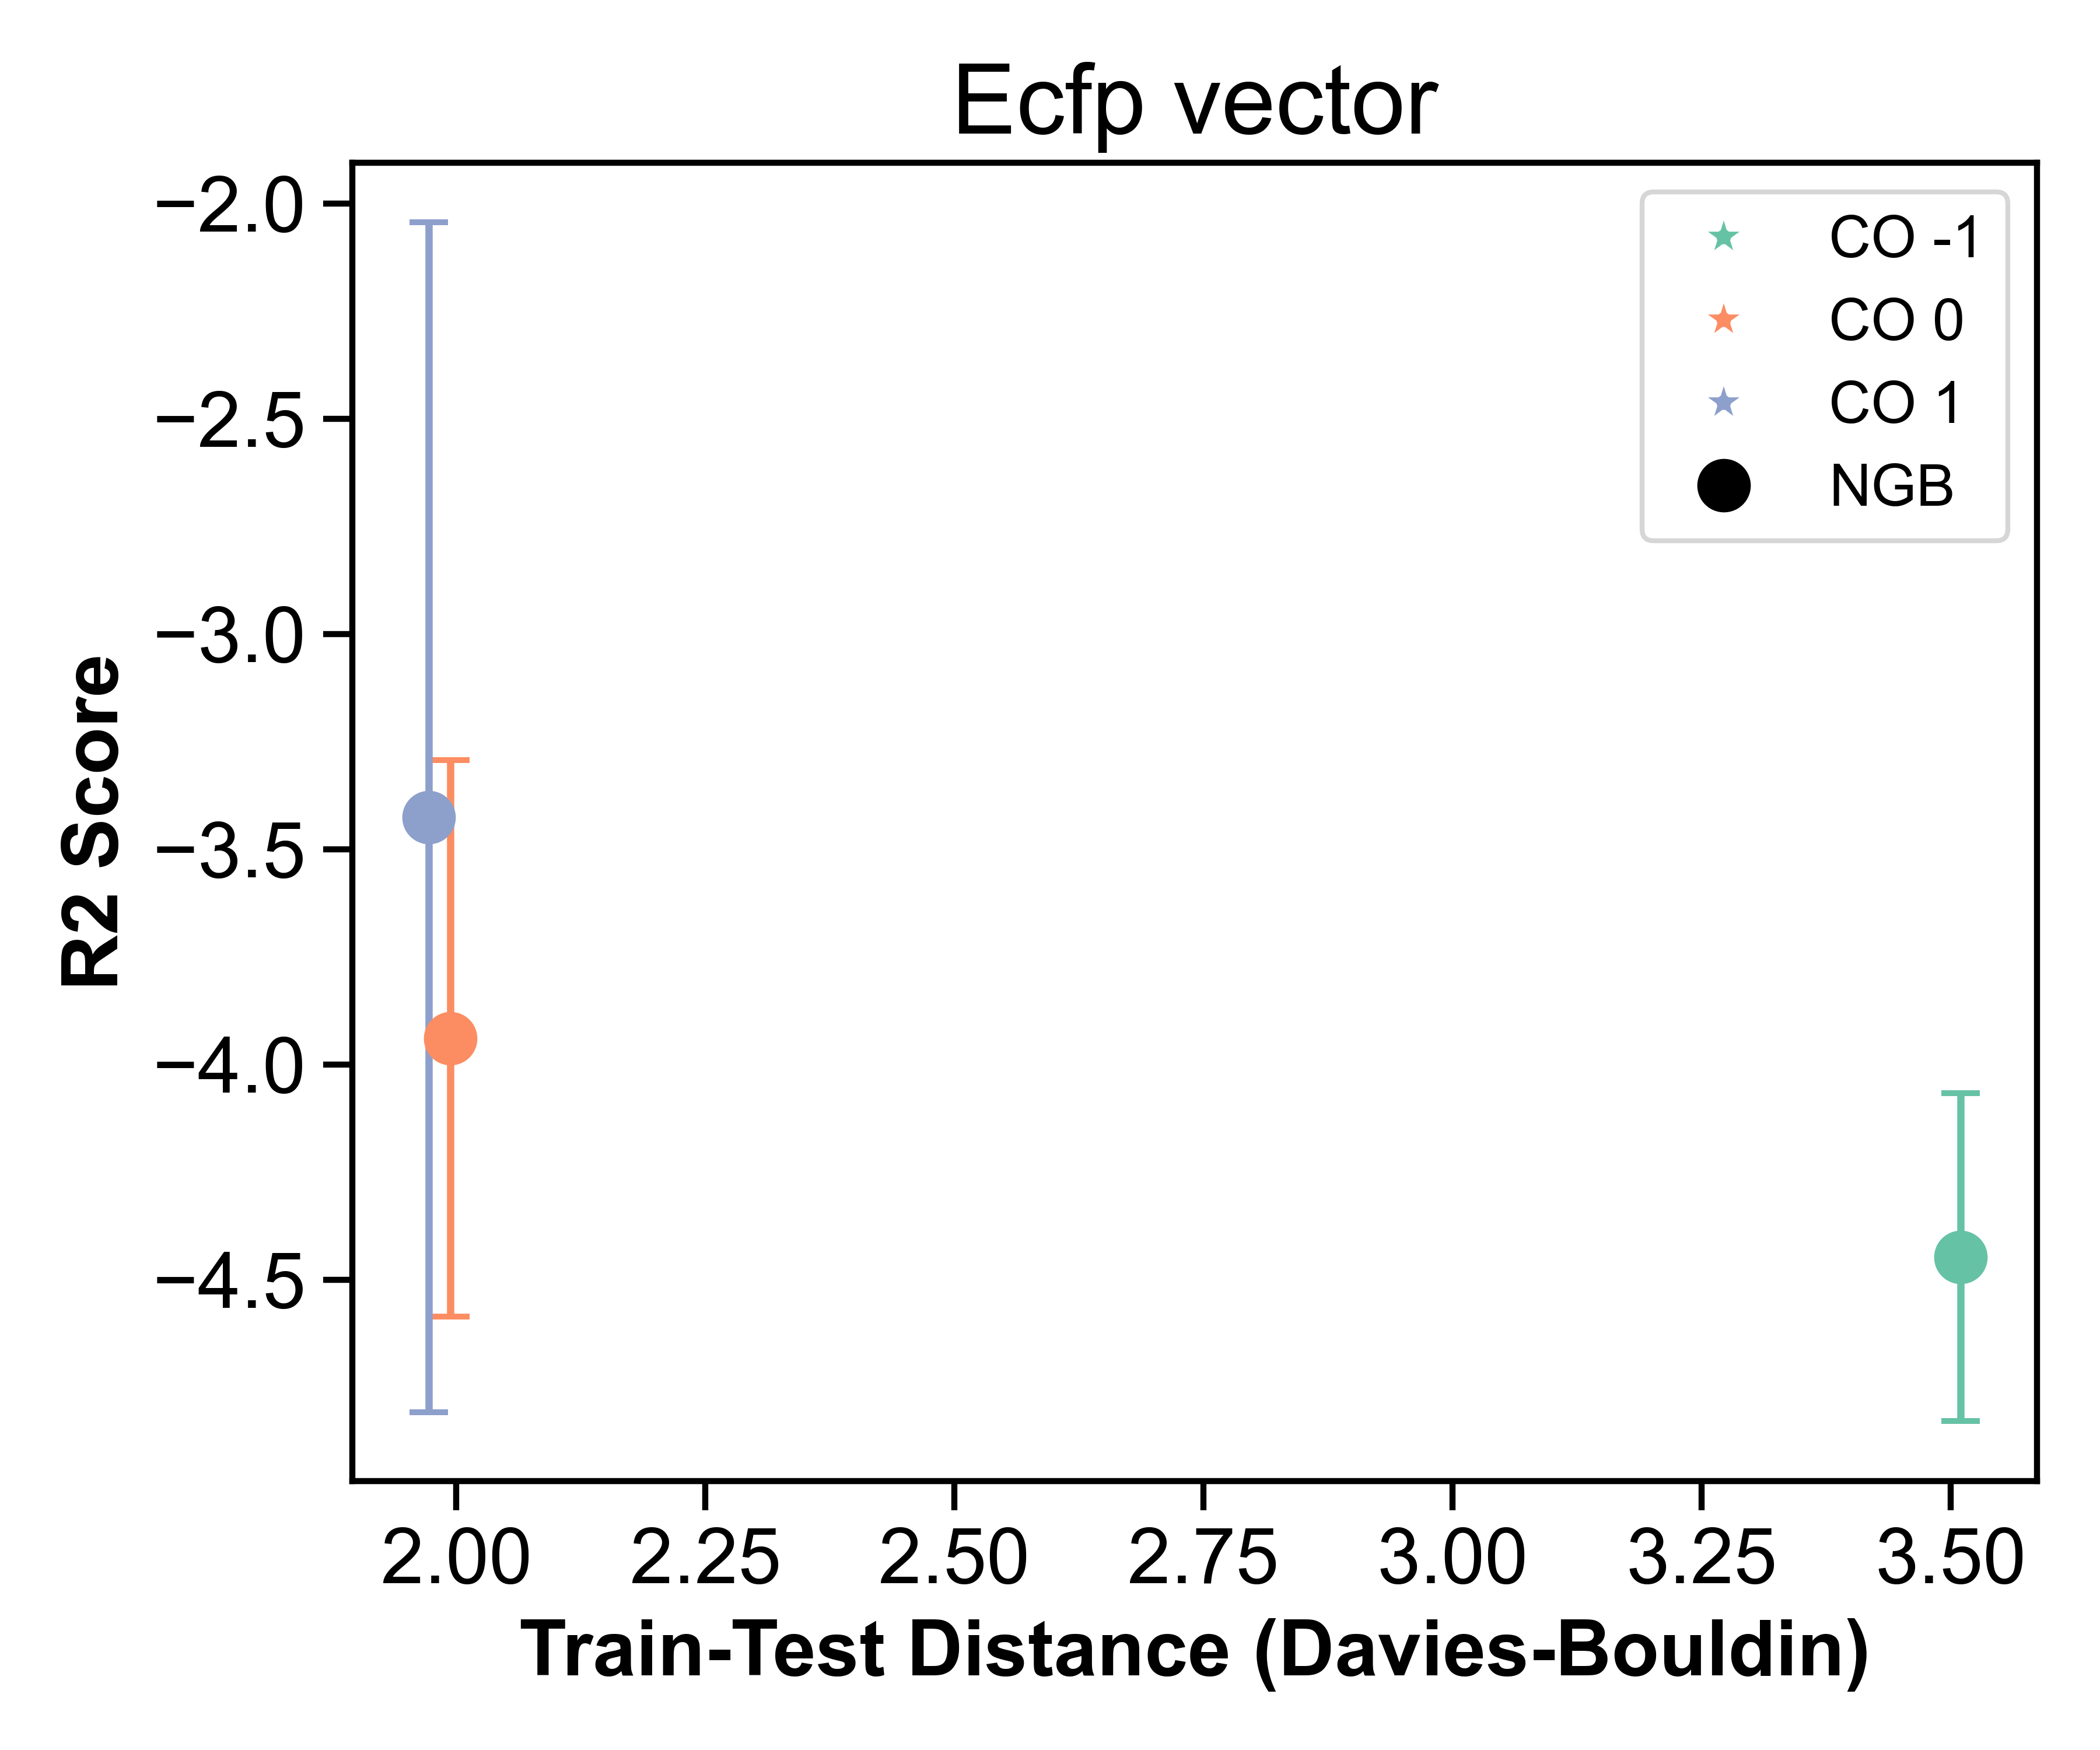 Ecfp vector
−2.0
−2.5
−3.0
−3.5
−4.0
−4.5
R2 Score
CO -1
CO 0
CO 1
NGB
2.00 2.25 2.50 2.75 3.00 3.25 3.50
Train-Test Distance (Davies-Bouldin)